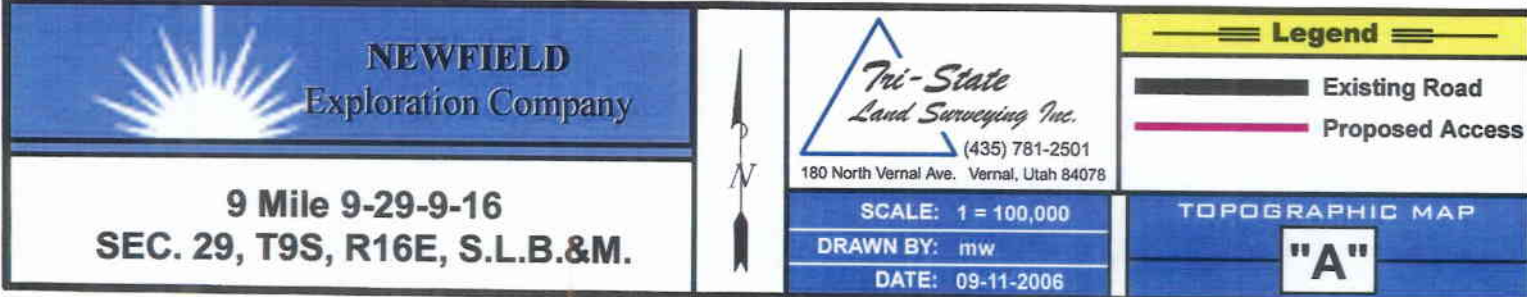 NEWFIELD
Exploration Company
9 Mile 9-29-9-16
SEC. 29, T9S, R16E, S.L.B.&M.
N
Tri-State
Land Surveying Inc.
(435) 781-2501
180 North Vernal Ave. Vernal, Utah 84078
SCALE: 1 = 100,000
DRAWN BY: mw
DATE: 09-11-2006
Legend
Existing Road
Proposed Access
TOPOGRAPHIC MAP
"A"